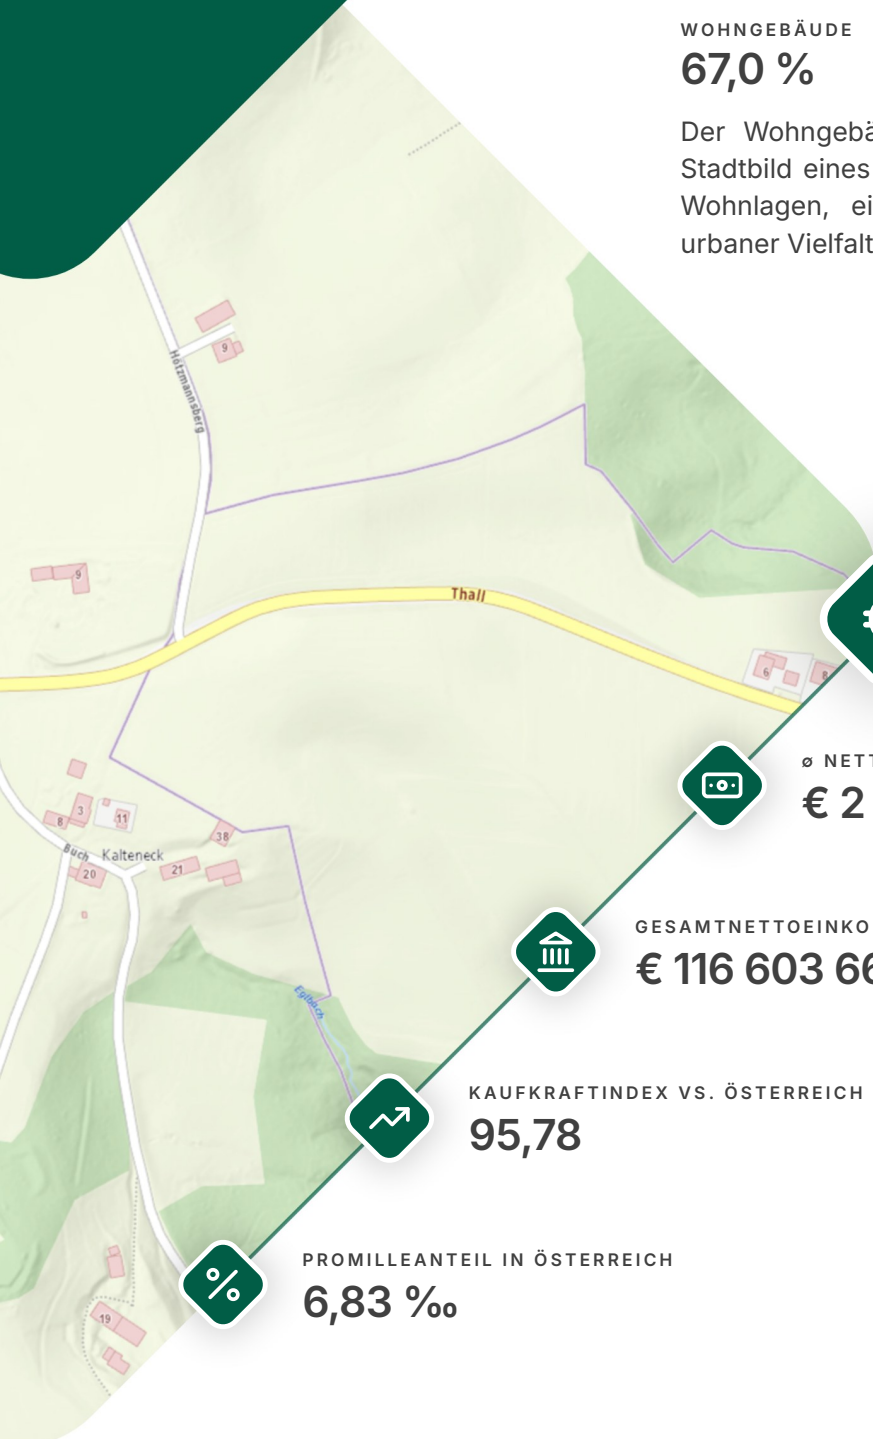 WOHNGEBÄUDE
67,0 %
Der Wohngebä
Stadtbild eines
Wohnlagen, ei
urbaner Vielfalt
9
Hötzmannsberg
9
Thall
6
8
ø NETT
€ 2
3
8
11
38
Buch
Kalteneck
20
21
GESAMTNETTOEINKO
€ 116 603 66
Eglbach
KAUFKRAFTINDEX VS. ÖSTERREICH
95,78
PROMILLEANTEIL IN ÖSTERREICH
6,83 ‰
19